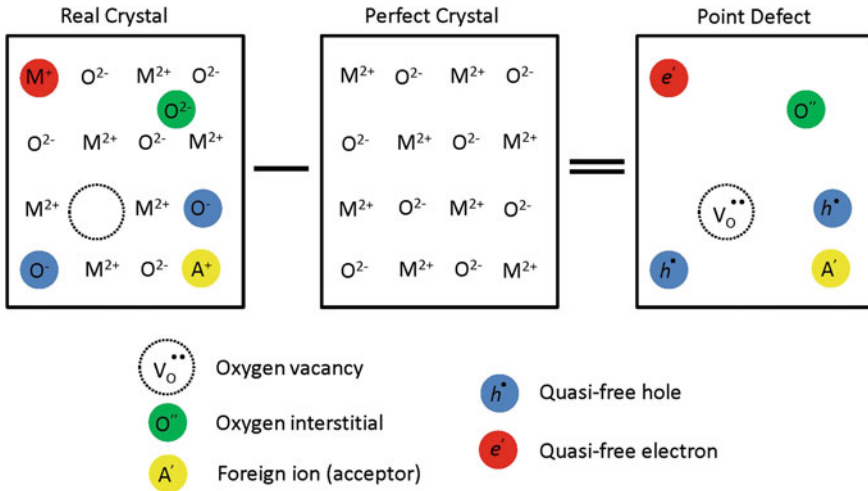 Real Crystal Perfect Crystal Point Defect
M⁺ O²⁻ M²⁺ O²⁻ M²⁺ O²⁻ M²⁺ O²⁻ e′
O²⁻ O″
O²⁻ M²⁺ O²⁻ M²⁺ O²⁻ M²⁺ O²⁻ M²⁺
M²⁺ M²⁺ O⁻ M²⁺ O²⁻ M²⁺ O²⁻ V_O^•• h^•
O⁻ M²⁺ O²⁻ A⁺ O²⁻ M²⁺ O²⁻ M²⁺ h^• A′
V_O^•• Oxygen vacancy
h^• Quasi-free hole
O″ Oxygen interstitial
e′ Quasi-free electron
A′ Foreign ion (acceptor)